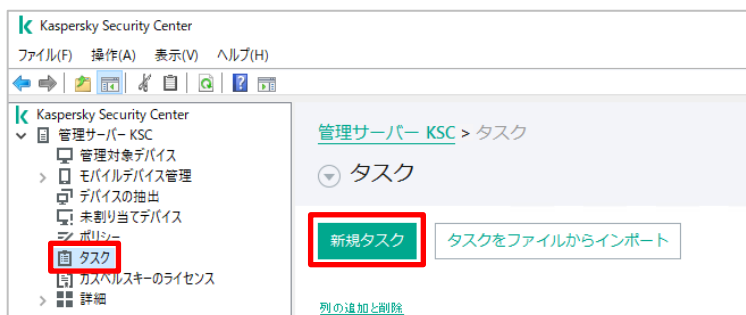 Kaspersky Security Center
ファイル(F) 操作(A) 表示(V) ヘルプ(H)
Kaspersky Security Center
管理サーバー KSC
管理対象デバイス
モバイルデバイス管理
デバイスの抽出
未割り当てデバイス
ポリシー
タスク
カスペルスキーのライセンス
詳細
管理サーバー KSC > タスク
タスク
新規タスク
タスクをファイルからインポート
列の追加と削除